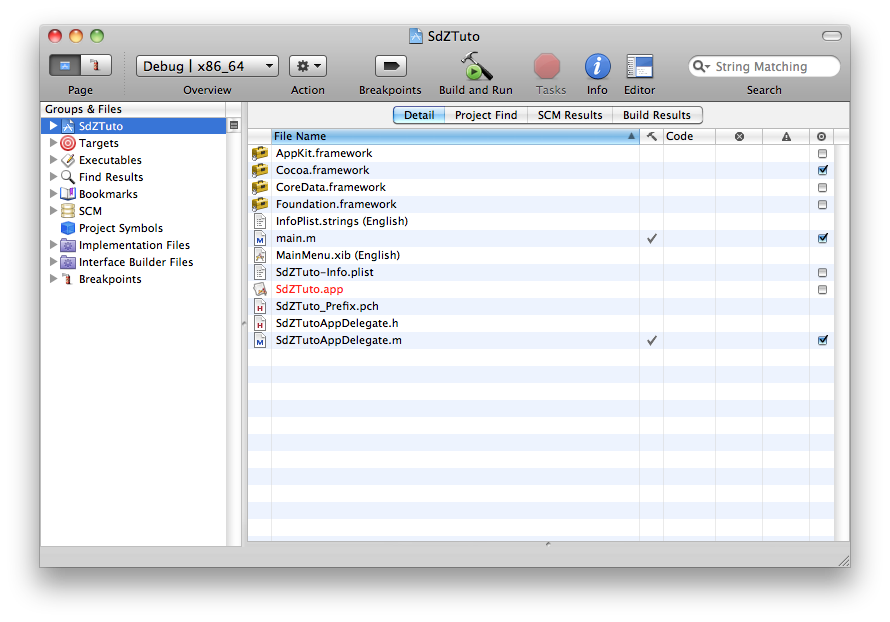 SdZTuto
Debug | x86_64
String Matching
Page
Overview
Action
Breakpoints
Build and Run
Tasks
Info
Editor
Search
Groups & Files
SdZTuto
Targets
Executables
Find Results
Bookmarks
SCM
Project Symbols
Implementation Files
Interface Builder Files
Breakpoints
Detail
Project Find
SCM Results
Build Results
File Name
Code
AppKit.framework
Cocoa.framework
CoreData.framework
Foundation.framework
InfoPlist.strings (English)
main.m
MainMenu.xib (English)
SdZTuto-Info.plist
SdZTuto.app
SdZTuto_Prefix.pch
SdZTutoAppDelegate.h
SdZTutoAppDelegate.m